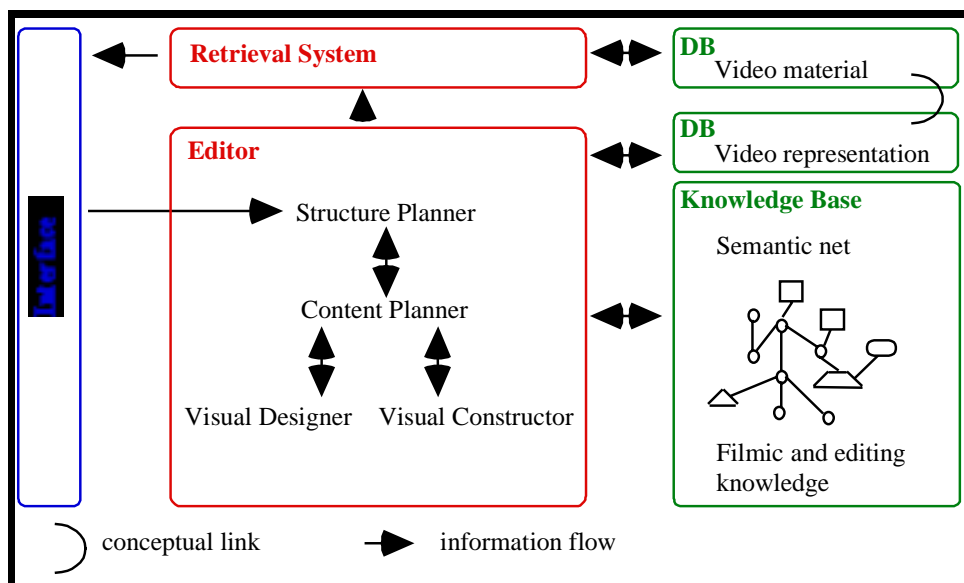 Retrieval System
DB
Video material
DB
Video representation
Editor
Structure Planner
Content Planner
Visual Designer
Visual Constructor
Interface
Knowledge Base
Semantic net
Filmic and editing
knowledge
conceptual link
information flow